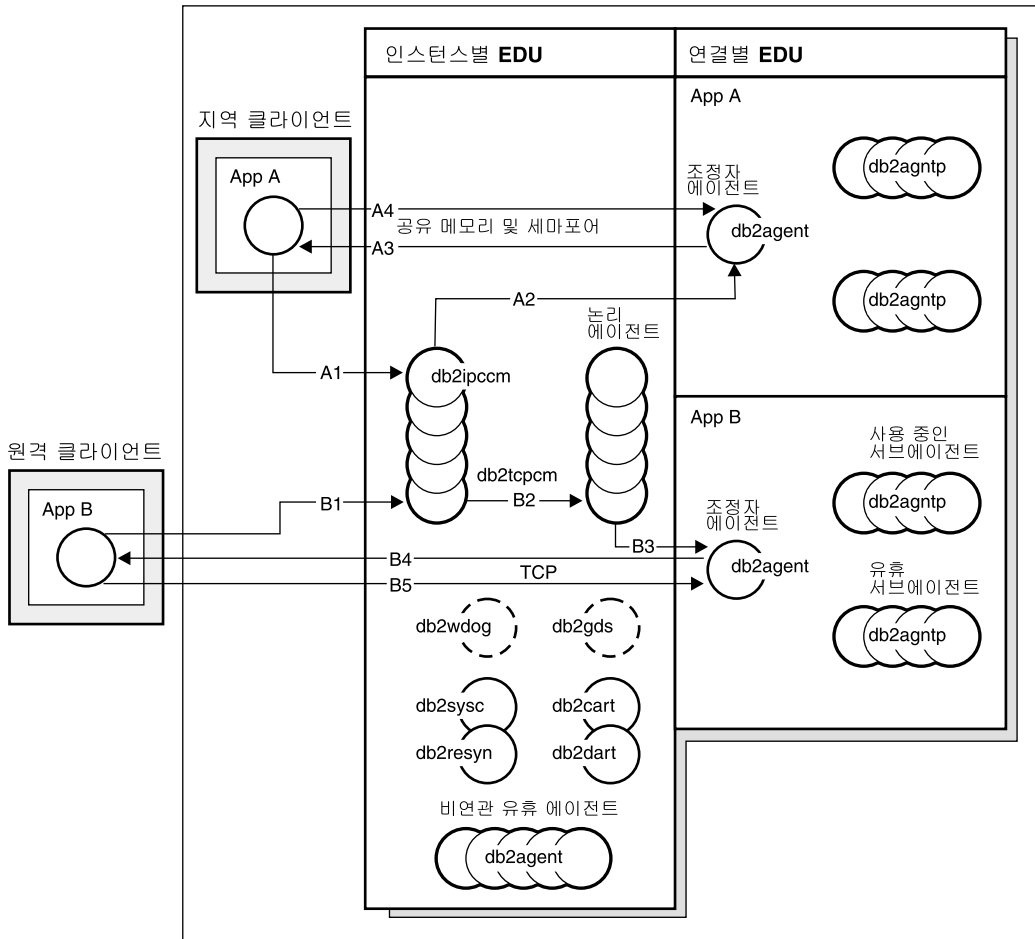 인스턴스별 EDU
연결별 EDU
App A
지역 클라이언트
App A
db2agntp
조정자
에이전트
A4
공유 메모리 및 세마포어
db2agent
A3
A2
db2agntp
논리
에이전트
A1
db2ipccm
App B
사용 중인
서브에이전트
원격 클라이언트
db2tcpcm
App B
B1
B2
db2agntp
조정자
에이전트
B3
B4
db2agent
TCP
B5
유휴
서브에이전트
db2wdog
db2gds
db2agntp
db2sysc
db2cart
db2resyn
db2dart
비연관 유휴 에이전트
db2agent